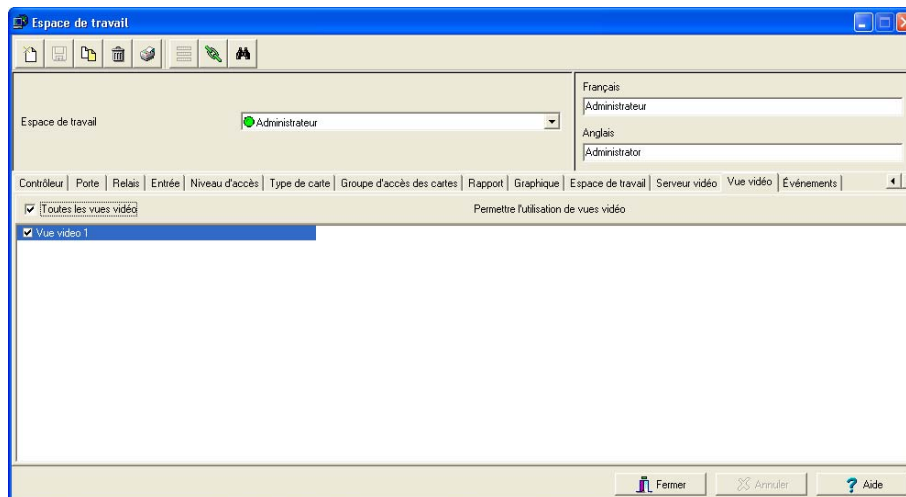 Espace de travail
Français
Administrateur
Espace de travail
Administrateur
Anglais
Administrator
Contrôleur Porte Relais Entrée Niveau d'accès Type de carte Groupe d'accès des cartes Rapport Graphique Espace de travail Serveur vidéo Vue vidéo Événements
Toutes les vues vidéo
Permettre l'utilisation de vues vidéo
Vue video 1
Fermer
Annuler
Aide